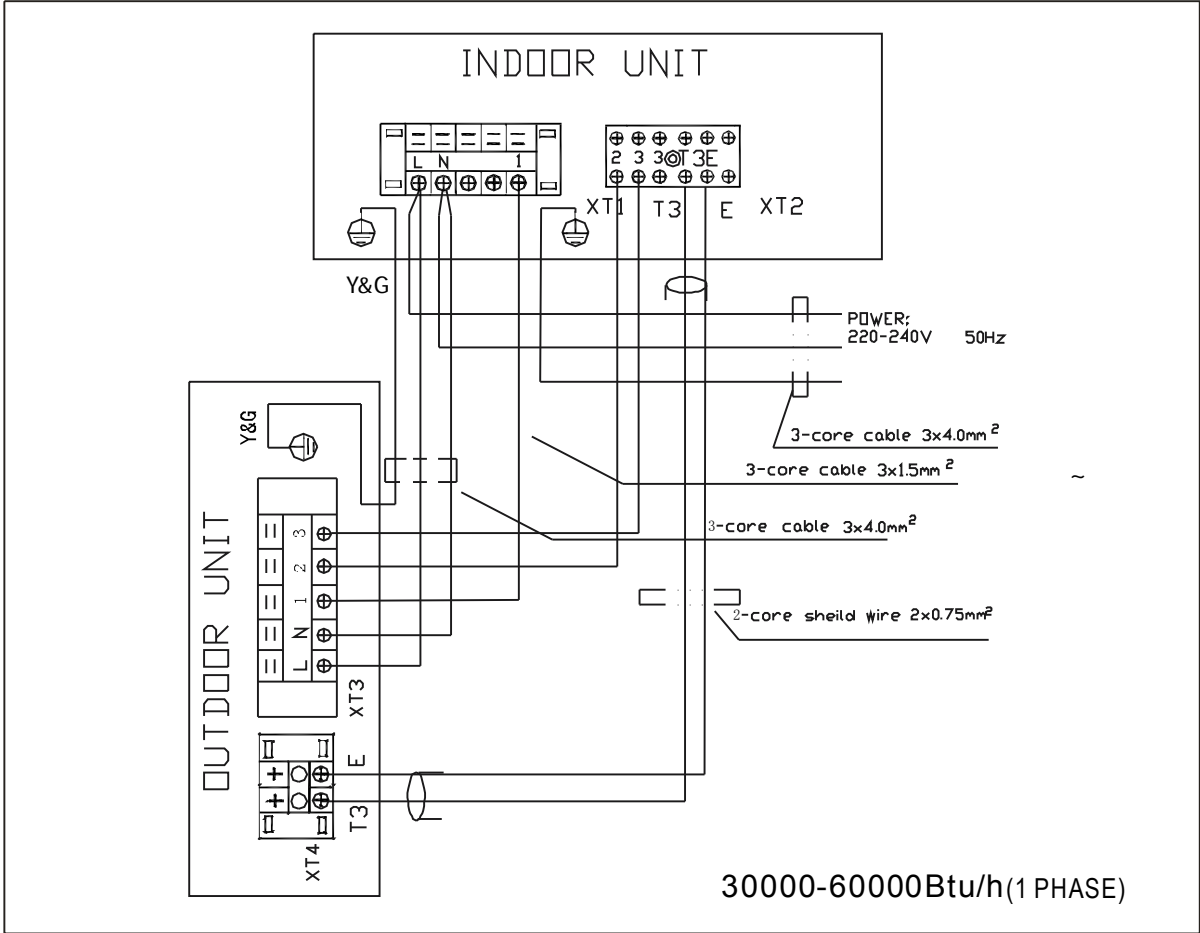 INDOOR UNIT
L N 1
2 3 3 T3E
XT1 T3 E XT2
Y&G
POWER;
220-240V 50Hz
Y&G
3-core cable 3x4.0mm²
3-core cable 3x1.5mm²
~
3-core cable 3x4.0mm²
2-core sheild wire 2x0.75mm²
OUTDOOR UNIT
3
2
1
N
L
XT3
E
T3
XT4
30000-60000Btu/h(1 PHASE)